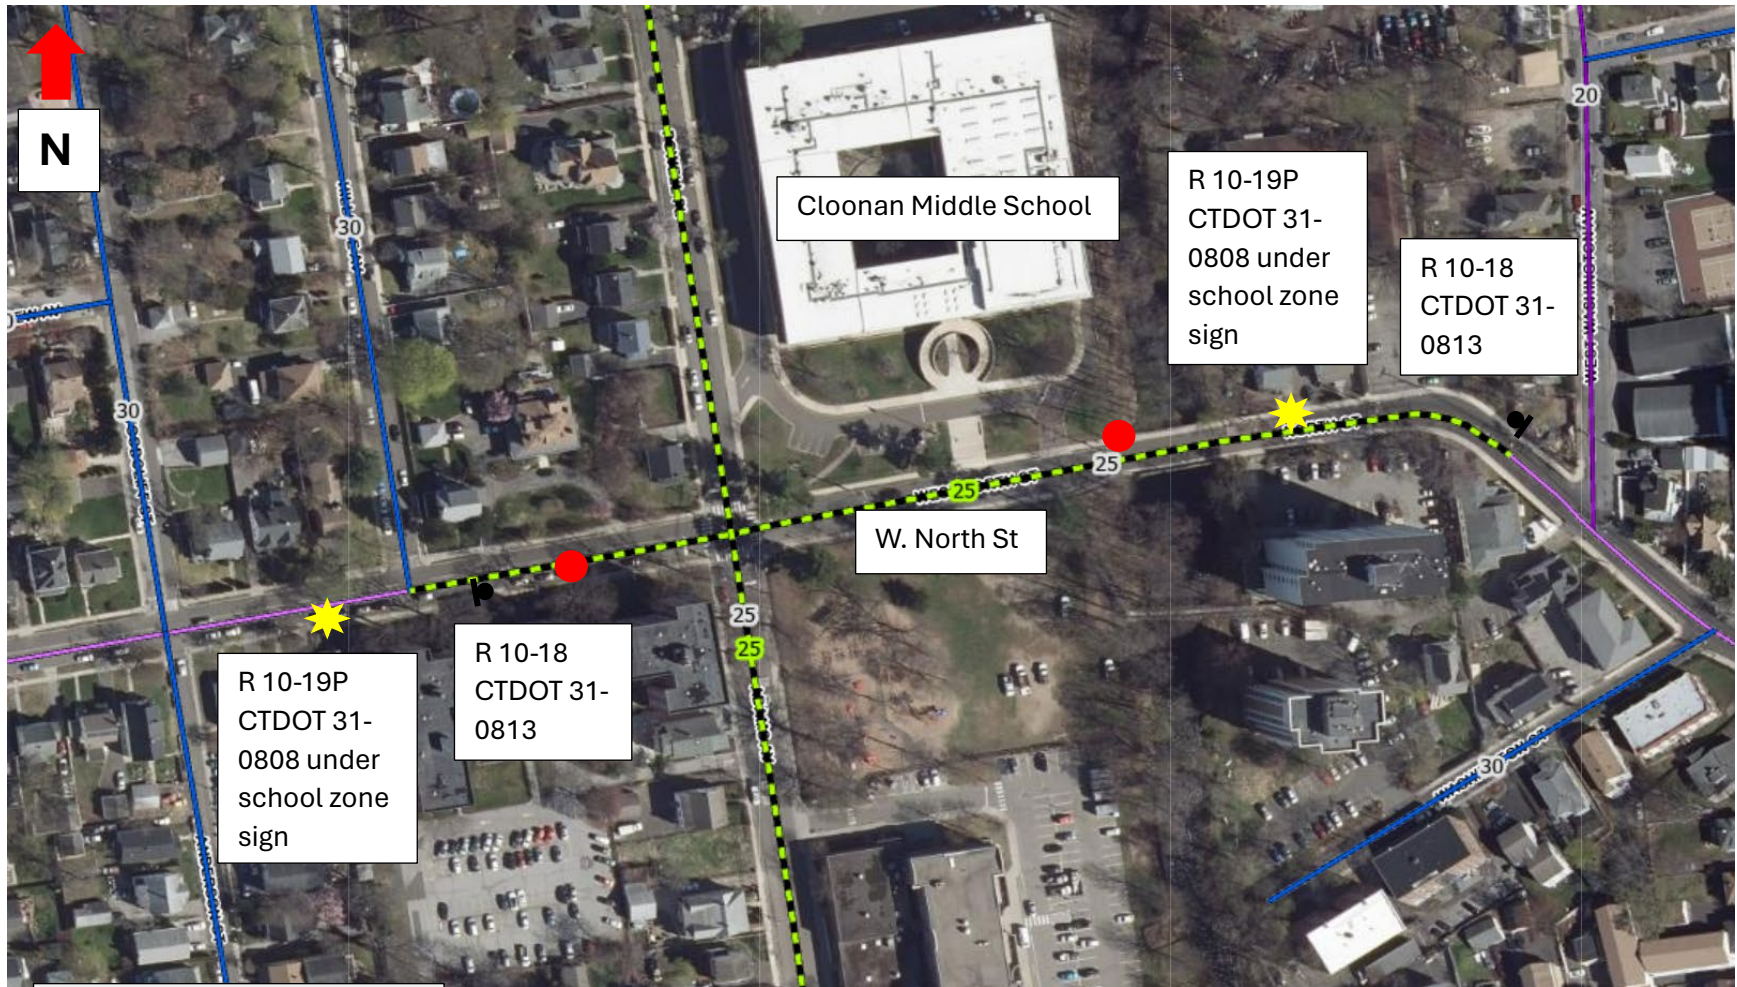 N
Cloonan Middle School
R 10-19P
CTDOT 31-
0808 under
school zone
sign
R 10-18
CTDOT 31-
0813
20
30
30
25
25
W. North St
25
25
R 10-19P
CTDOT 31-
0808 under
school zone
sign
R 10-18
CTDOT 31-
0813
30